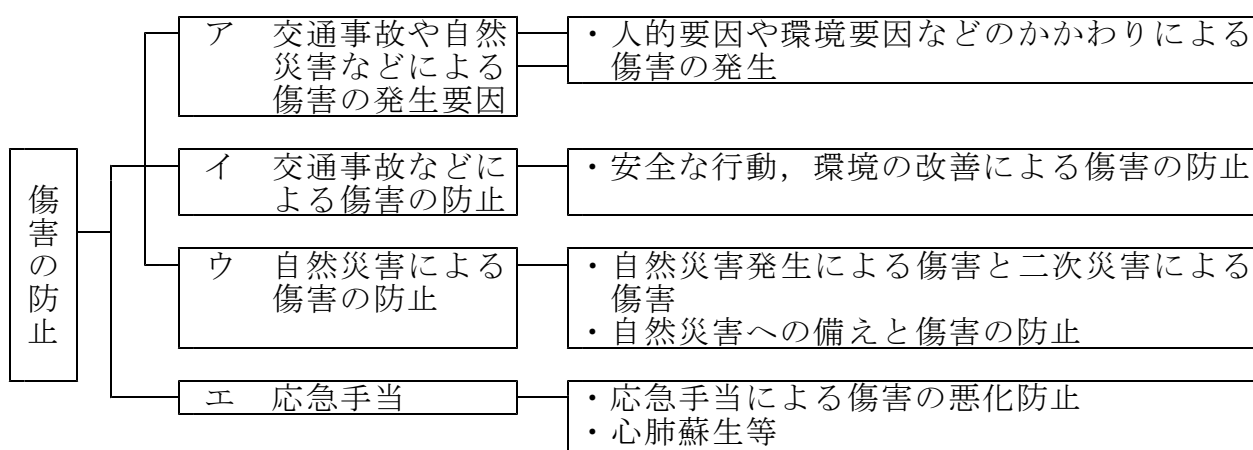 傷害の防止
ア 交通事故や自然
災害などによる
傷害の発生要因
・人的要因や環境要因などのかかわりによる
傷害の発生
イ 交通事故などに
よる傷害の防止
・安全な行動，環境の改善による傷害の防止
ウ 自然災害による
傷害の防止
・自然災害発生による傷害と二次災害による
傷害
・自然災害への備えと傷害の防止
エ 応急手当
・応急手当による傷害の悪化防止
・心肺蘇生等